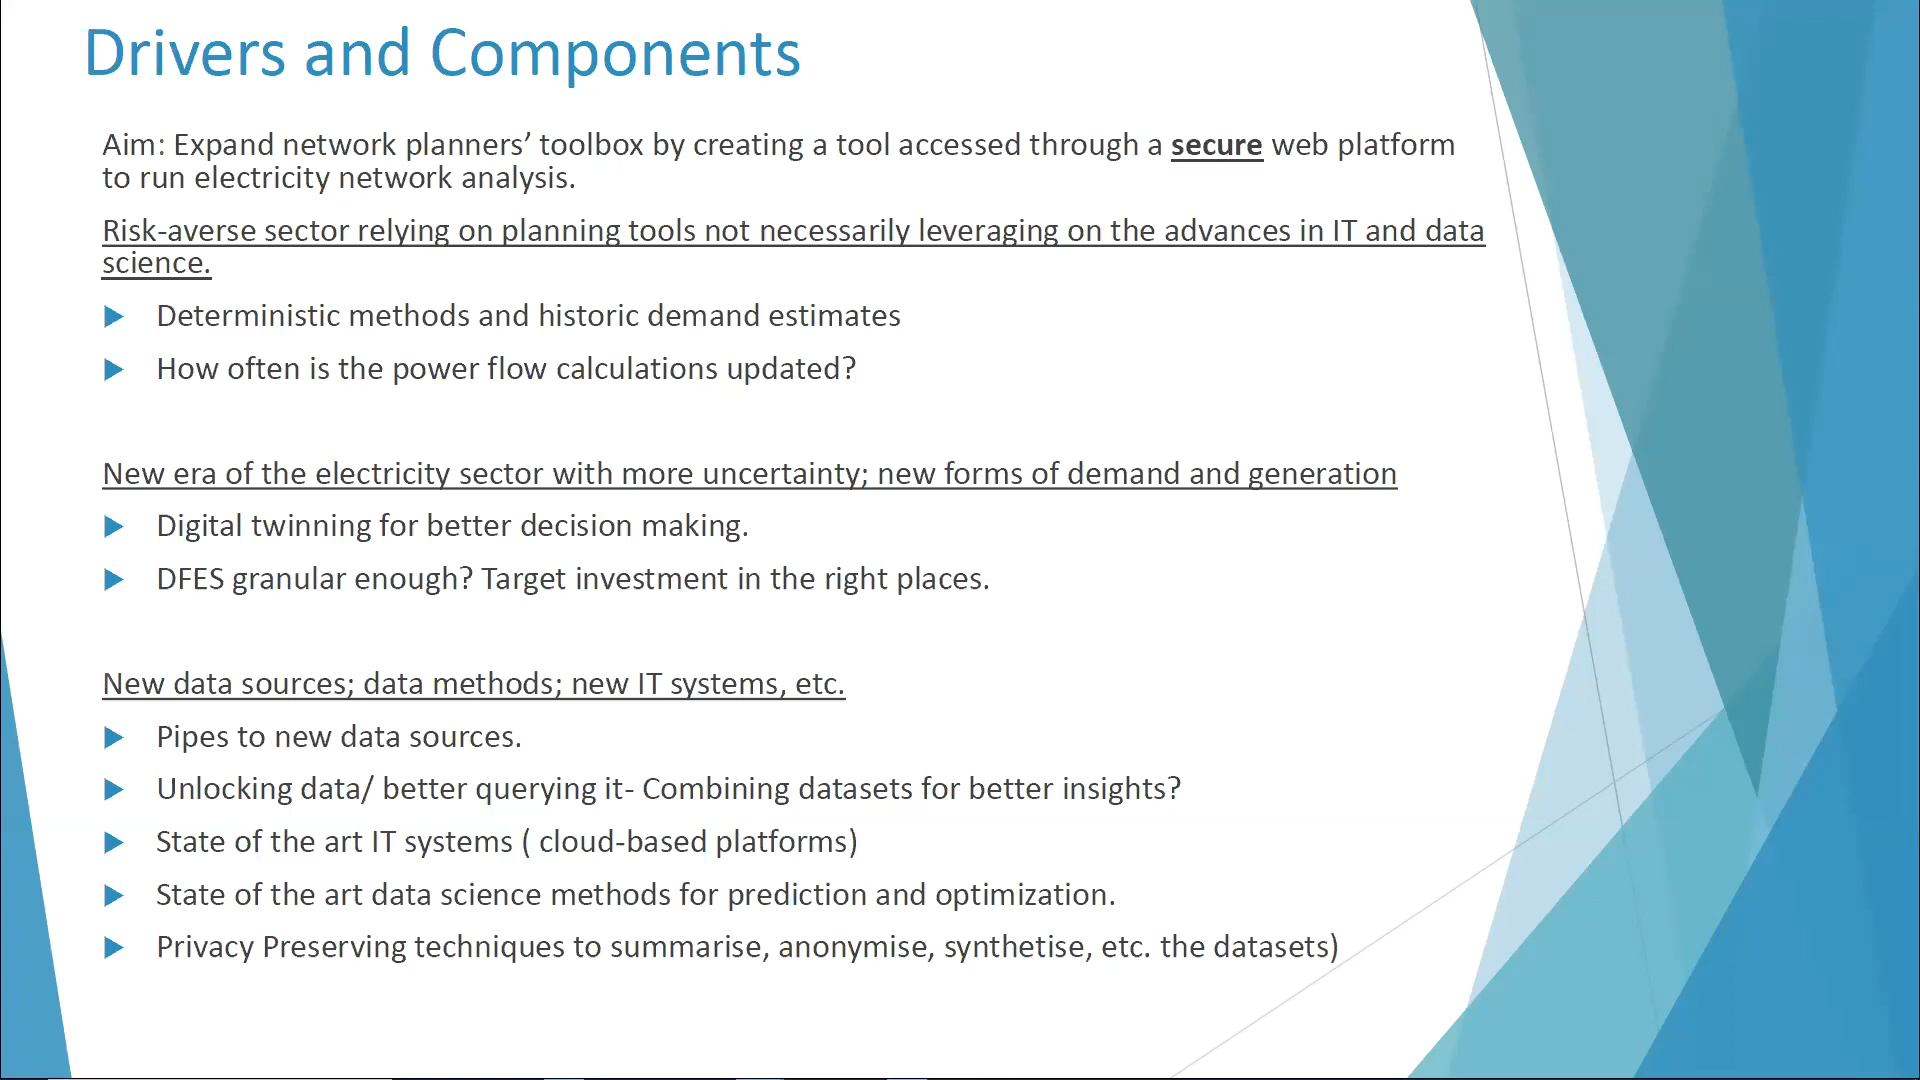 Drivers and Components
Aim: Expand network planners’ toolbox by creating a tool accessed through a secure web platform
to run electricity network analysis.
Risk-averse sector relying on planning tools not necessarily leveraging on the advances in IT and data
science.
Deterministic methods and historic demand estimates
How often is the power flow calculations updated?
New era of the electricity sector with more uncertainty; new forms of demand and generation
Digital twinning for better decision making.
DFES granular enough? Target investment in the right places.
New data sources; data methods; new IT systems, etc.
Pipes to new data sources.
Unlocking data/ better querying it- Combining datasets for better insights?
State of the art IT systems ( cloud-based platforms)
State of the art data science methods for prediction and optimization.
Privacy Preserving techniques to summarise, anonymise, synthetise, etc. the datasets)